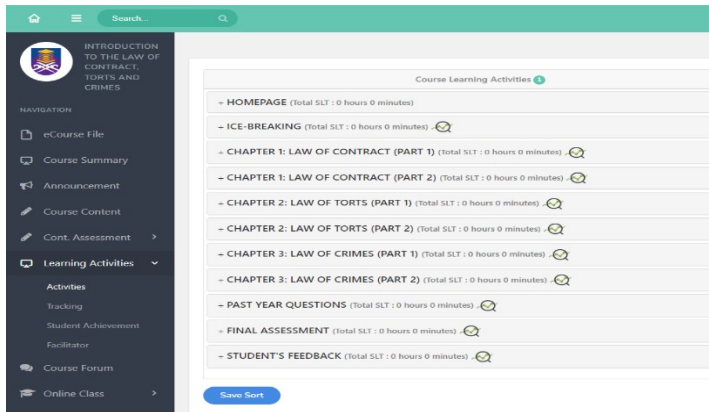 Search...
INTRODUCTION
TO THE LAW OF
CONTRACT,
TORTS AND
CRIMES
NAVIGATION
eCourse File
Course Summary
Announcement
Course Content
Cont. Assessment
Learning Activities
Activities
Tracking
Student Achievement
Facilitator
Course Forum
Online Class
Course Learning Activities 1
+ HOMEPAGE (Total SLT : 0 hours 0 minutes)
+ ICE-BREAKING (Total SLT : 0 hours 0 minutes)
+ CHAPTER 1: LAW OF CONTRACT (PART 1) (Total SLT : 0 hours 0 minutes)
+ CHAPTER 1: LAW OF CONTRACT (PART 2) (Total SLT : 0 hours 0 minutes)
+ CHAPTER 2: LAW OF TORTS (PART 1) (Total SLT : 0 hours 0 minutes)
+ CHAPTER 2: LAW OF TORTS (PART 2) (Total SLT : 0 hours 0 minutes)
+ CHAPTER 3: LAW OF CRIMES (PART 1) (Total SLT : 0 hours 0 minutes)
+ CHAPTER 3: LAW OF CRIMES (PART 2) (Total SLT : 0 hours 0 minutes)
+ PAST YEAR QUESTIONS (Total SLT : 0 hours 0 minutes)
+ FINAL ASSESSMENT (Total SLT : 0 hours 0 minutes)
+ STUDENT'S FEEDBACK (Total SLT : 0 hours 0 minutes)
Save Sort